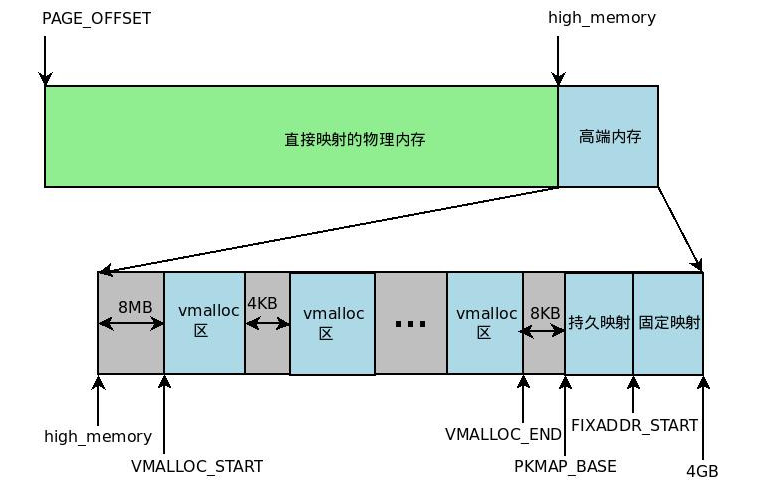 PAGE_OFFSET
high_memory
直接映射的物理内存
高端内存
8MB
vmalloc
区
4KB
vmalloc
区
...
vmalloc
区
8KB
持久映射
固定映射
high_memory
VMALLOC_START
VMALLOC_END
PKMAP_BASE
FIXADDR_START
4GB